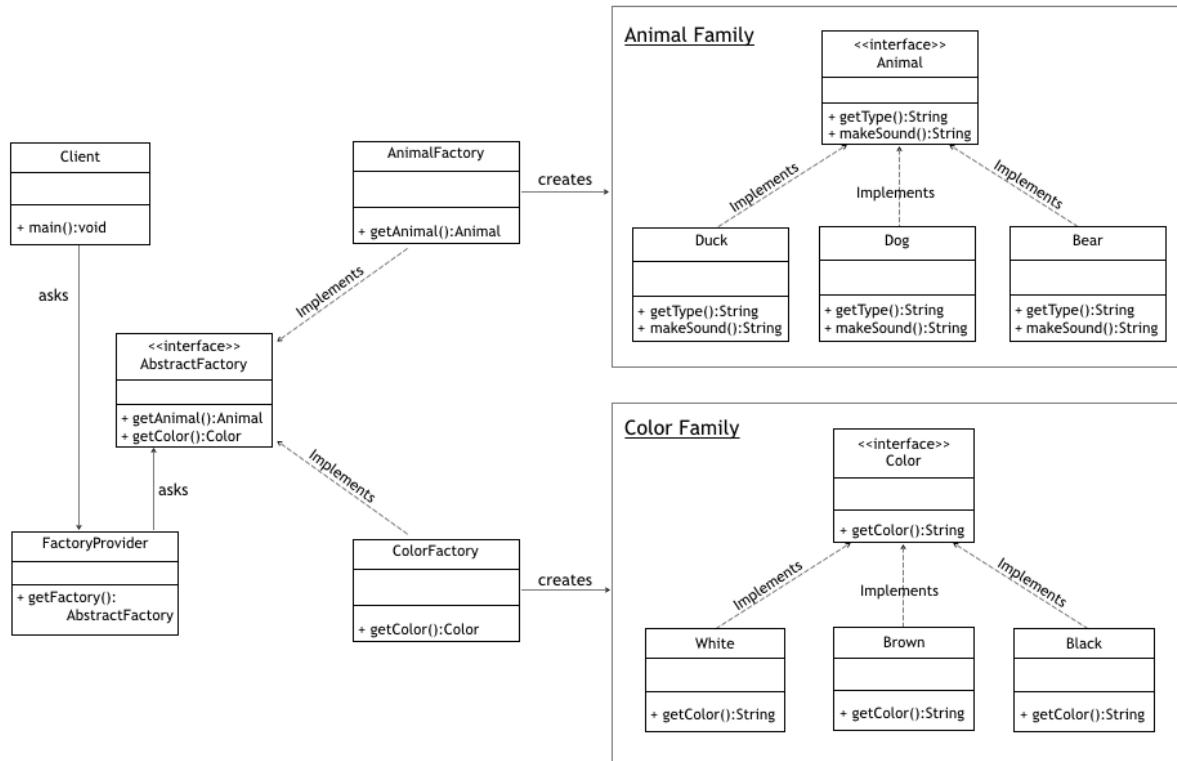 Animal Family
<<interface>>
Animal
+ getType():String
+ makeSound():String
Implements
Implements
Implements
Duck
+ getType():String
+ makeSound():String
Dog
+ getType():String
+ makeSound():String
Bear
+ getType():String
+ makeSound():String
Client
+ main():void
AnimalFactory
+ getAnimal():Animal
creates
asks
Implements
<<interface>>
AbstractFactory
+ getAnimal():Animal
+ getColor():Color
asks
Implements
FactoryProvider
+ getFactory():
AbstractFactory
ColorFactory
+ getColor():Color
creates
Color Family
<<interface>>
Color
+ getColor():String
Implements
Implements
Implements
White
+ getColor():String
Brown
+ getColor():String
Black
+ getColor():String